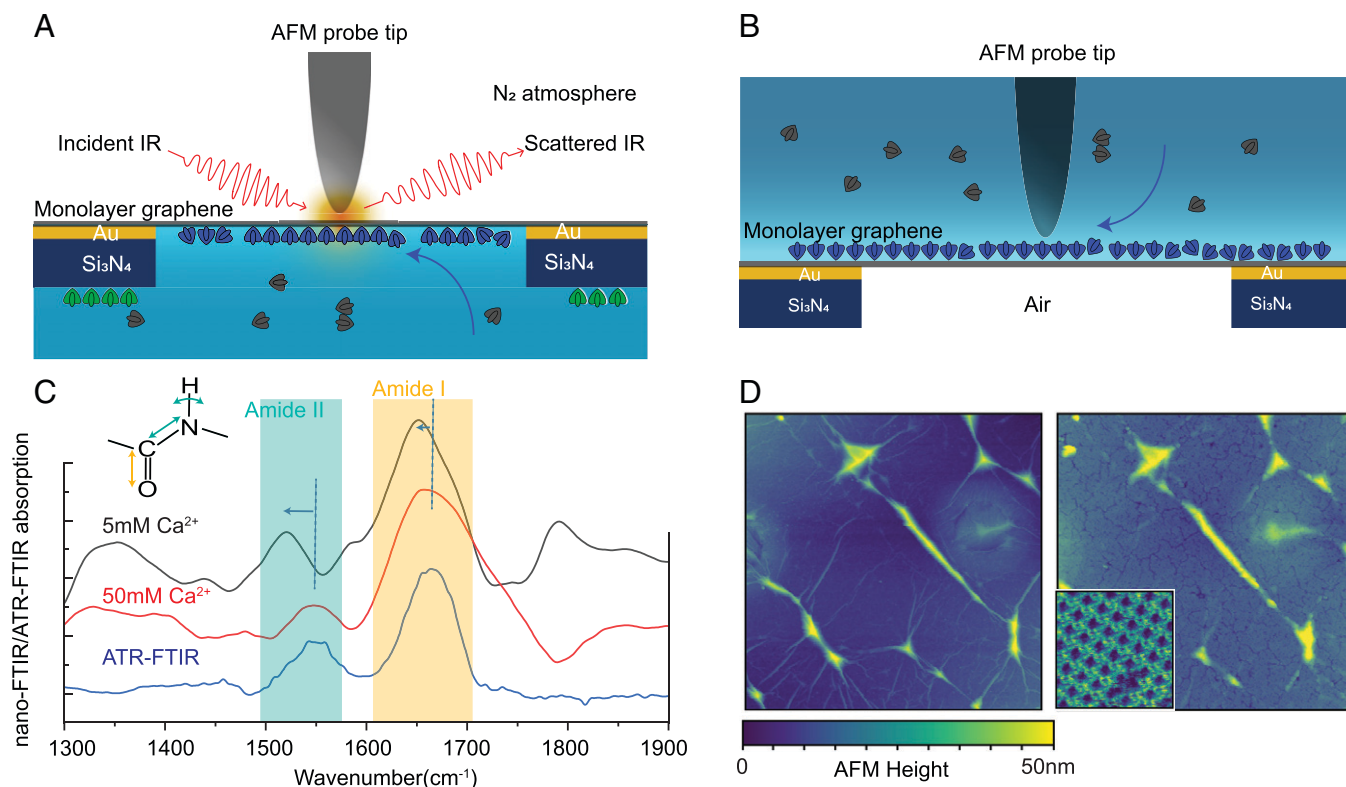 A
AFM probe tip
N₂ atmosphere
Incident IR
Scattered IR
Monolayer graphene
Au
Au
Si₃N₄
Si₃N₄
B
AFM probe tip
Monolayer graphene
Au
Au
Si₃N₄
Air
Si₃N₄
C
H
N
C
O
Amide II
Amide I
5mM Ca²⁺
50mM Ca²⁺
ATR-FTIR
nano-FTIR/ATR-FTIR absorption
1300 1400 1500 1600 1700 1800 1900
Wavenumber(cm⁻¹)
D
0 AFM Height 50nm